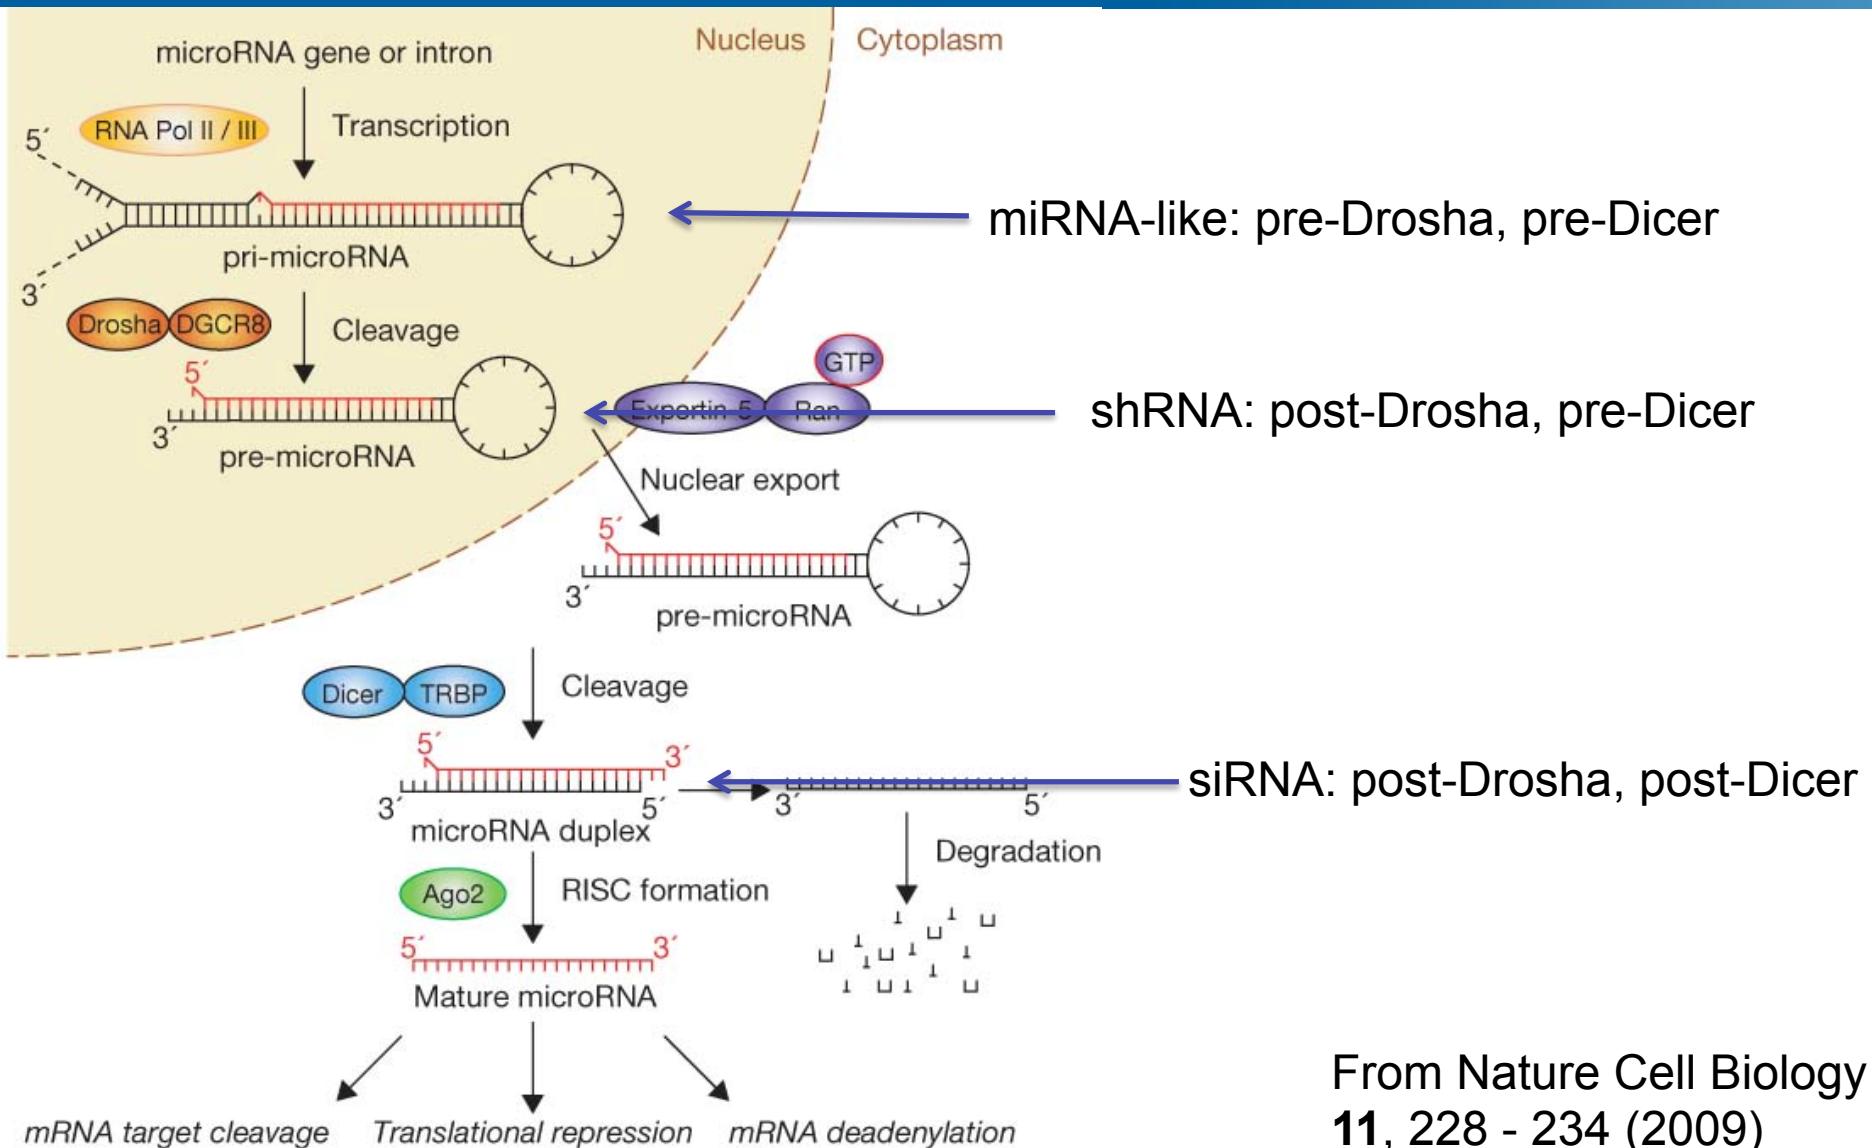 microRNA gene or intron
Nucleus
Cytoplasm
RNA Pol II / III
Transcription
5´
3´
pri-microRNA
miRNA-like: pre-Drosha, pre-Dicer
Drosha
DGCR8
Cleavage
5´
3´
pre-microRNA
GTP
Exportin-5
Ran
shRNA: post-Drosha, pre-Dicer
Nuclear export
5´
3´
pre-microRNA
Dicer
TRBP
Cleavage
5´
3´
3´
5´
microRNA duplex
3´
5´
siRNA: post-Drosha, post-Dicer
Degradation
Ago2
RISC formation
5´
3´
Mature microRNA
mRNA target cleavage
Translational repression
mRNA deadenylation
From Nature Cell Biology
11, 228 - 234 (2009)